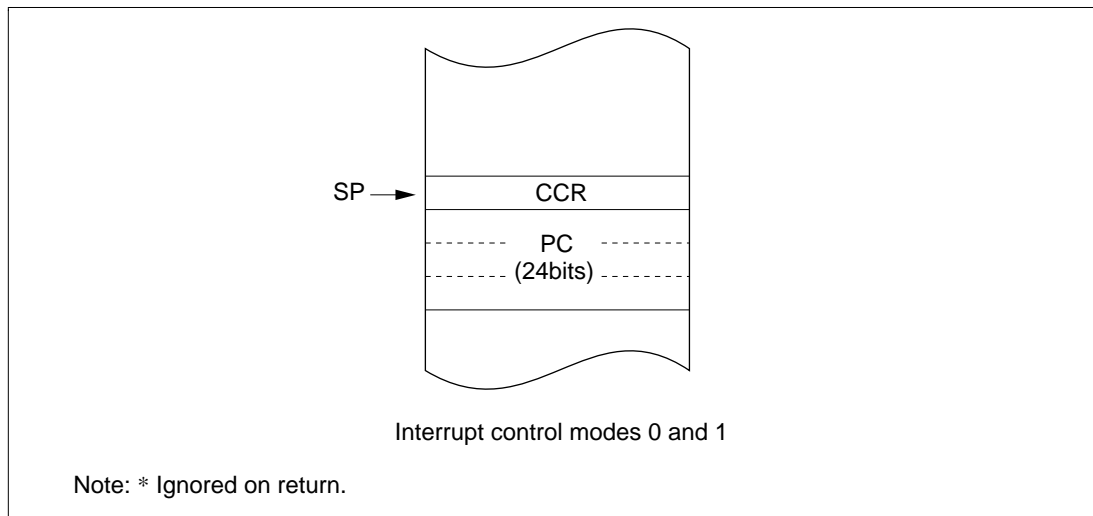 SP
CCR
PC
(24bits)
Interrupt control modes 0 and 1
Note: * Ignored on return.